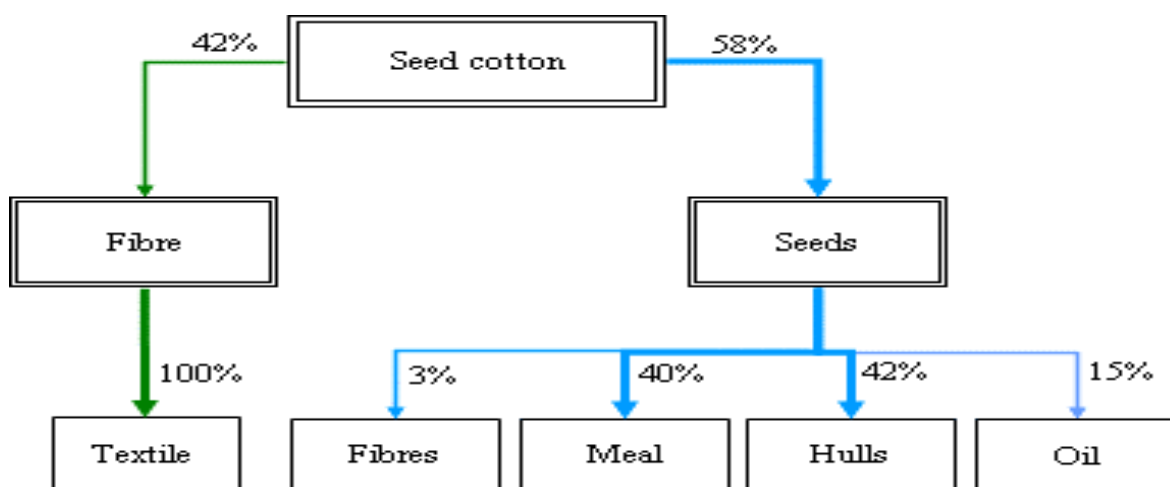 42%
Seed cotton
58%
Fibre
Seeds
100%
3%
40%
42%
15%
Textile
Fibres
Meal
Hulls
Oil